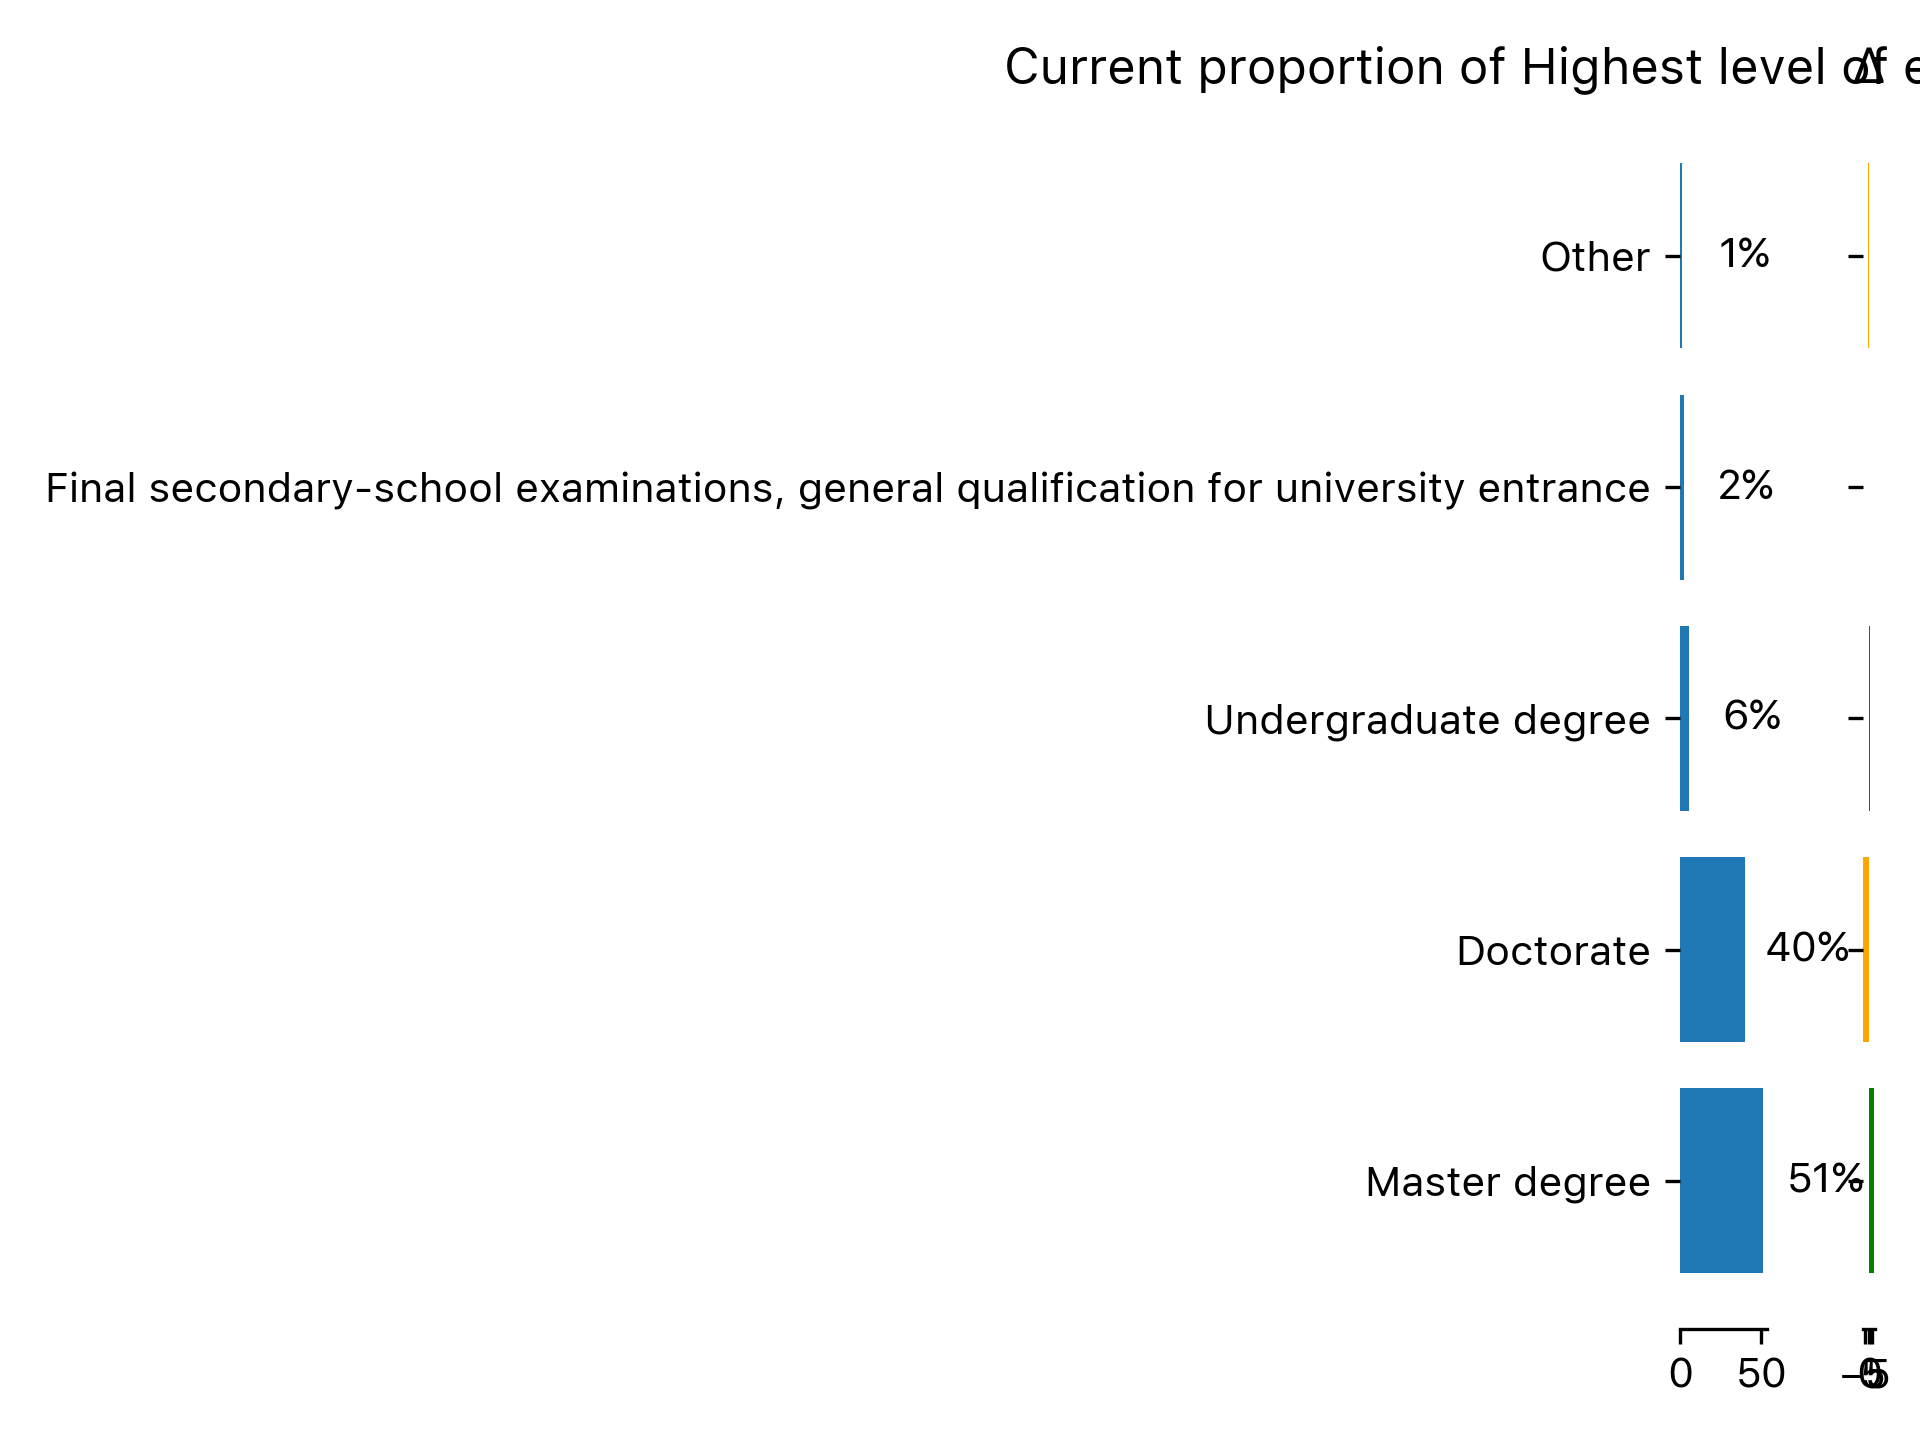 Current proportion of Highest level of e
Δ
Other 1%
Final secondary-school examinations, general qualification for university entrance 2%
Undergraduate degree 6%
Doctorate 40%
Master degree 51%
0 50 −5 0 5